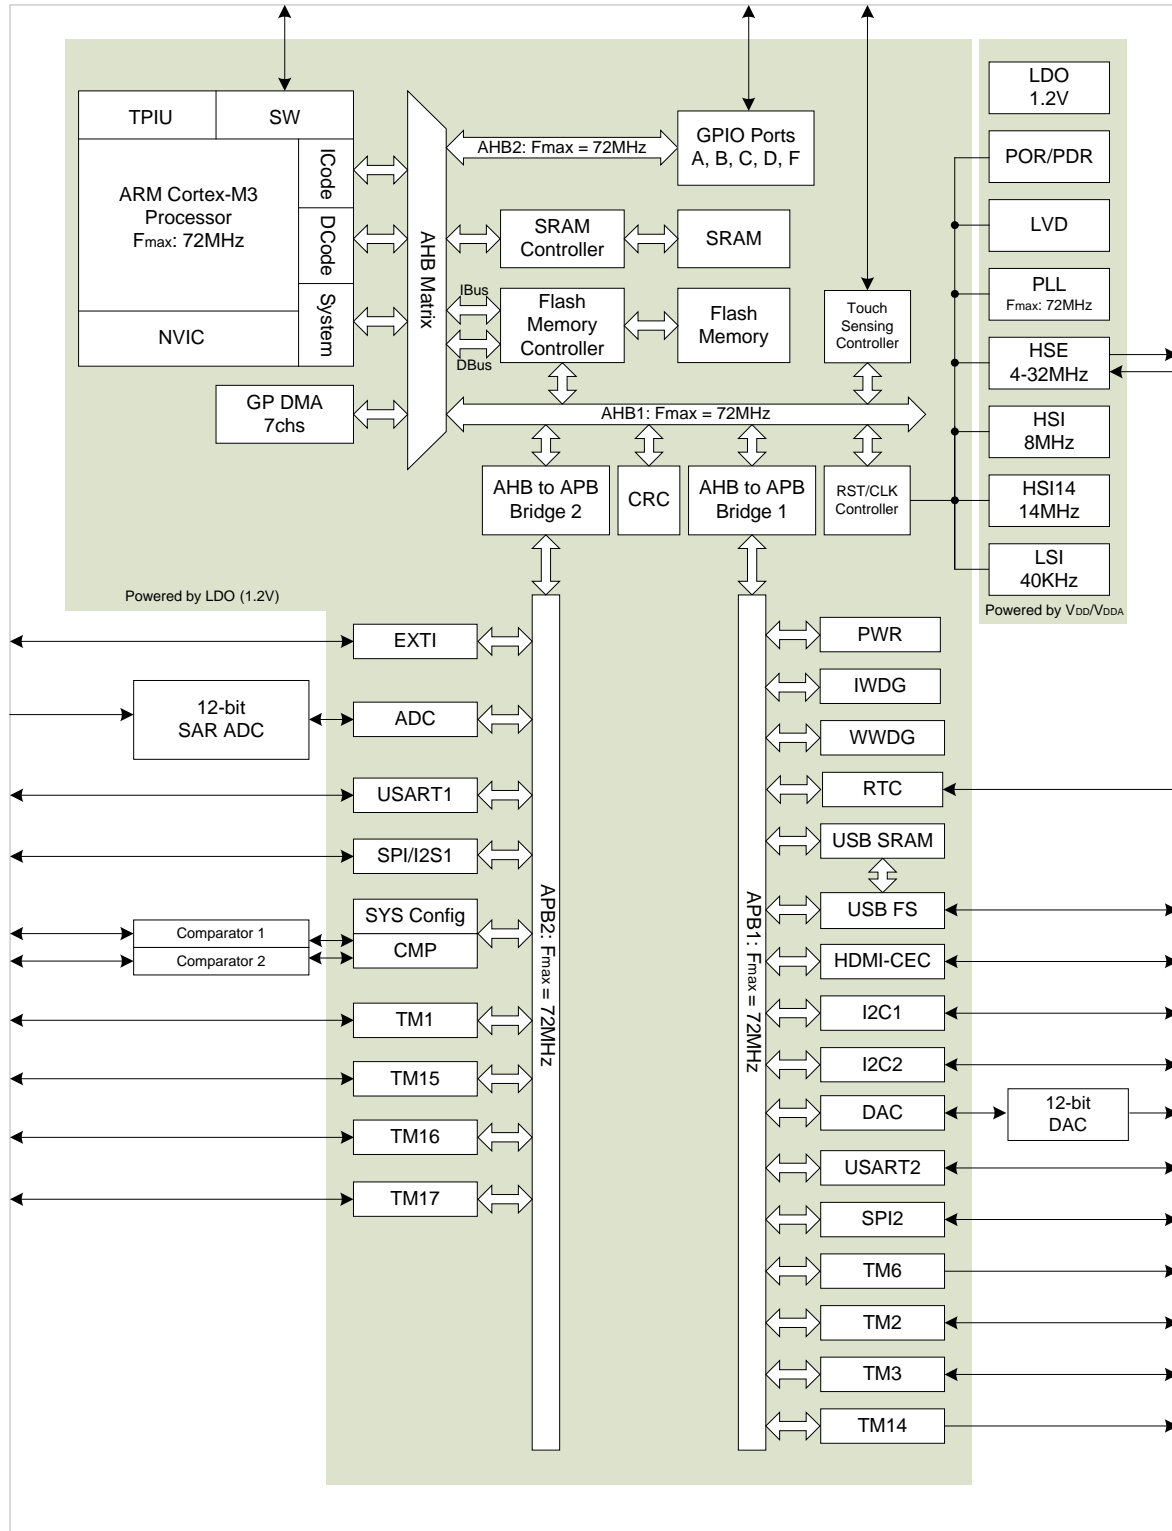 TPIU
SW
ARM Cortex-M3
Processor
Fmax: 72MHz
ICode
DCode
System
NVIC
GP DMA
7chs
AHB Matrix
AHB2: Fmax = 72MHz
GPIO Ports
A, B, C, D, F
SRAM
Controller
SRAM
IBus
DBus
Flash
Memory
Controller
Flash
Memory
Touch
Sensing
Controller
AHB1: Fmax = 72MHz
AHB to APB
Bridge 2
CRC
AHB to APB
Bridge 1
RST/CLK
Controller
LDO
1.2V
POR/PDR
LVD
PLL
Fmax: 72MHz
HSE
4-32MHz
HSI
8MHz
HSI14
14MHz
LSI
40KHz
Powered by LDO (1.2V)
Powered by VDD/VDDA
EXTI
12-bit
SAR ADC
ADC
USART1
SPI/I2S1
Comparator 1
Comparator 2
SYS Config
CMP
TM1
TM15
TM16
TM17
APB2: Fmax = 72MHz
APB1: Fmax = 72MHz
PWR
IWDG
WWDG
RTC
USB SRAM
USB FS
HDMI-CEC
I2C1
I2C2
DAC
12-bit
DAC
USART2
SPI2
TM6
TM2
TM3
TM14